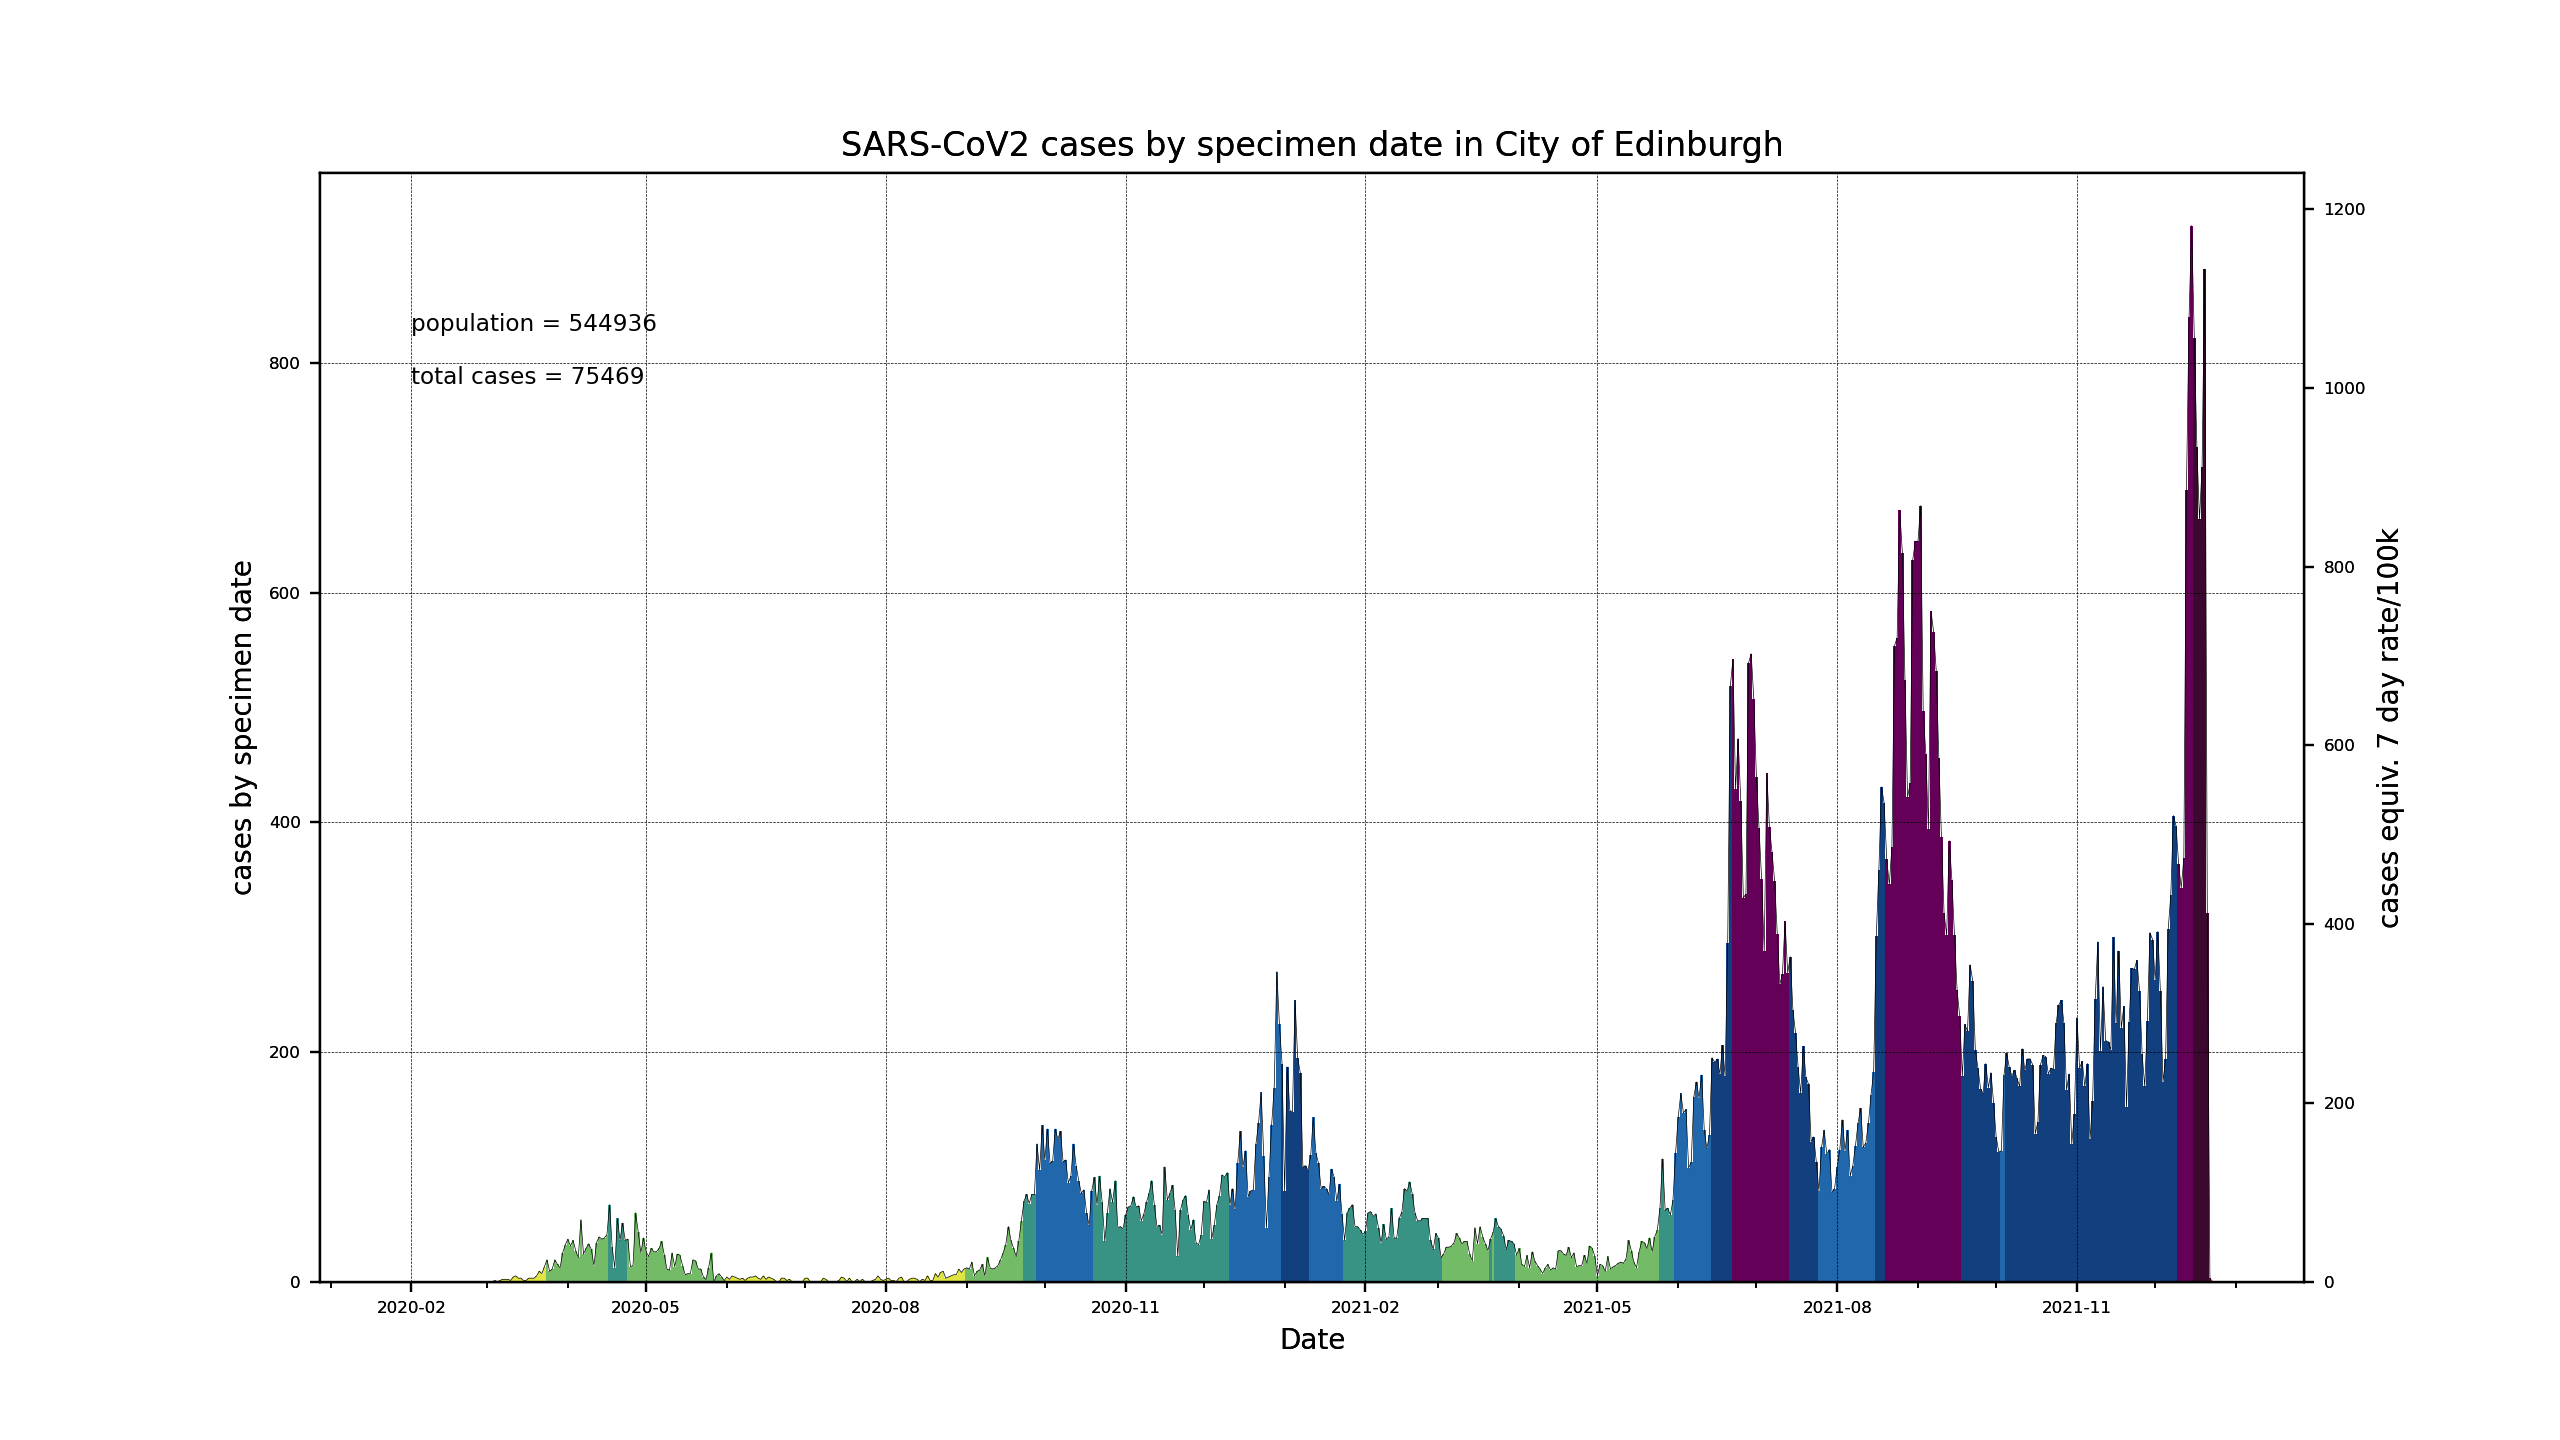 SARS-CoV2 cases by specimen date in City of Edinburgh
population = 544936
total cases = 75469
cases by specimen date
800
600
400
200
0
1200
1000
800
600
400
200
0
cases equiv. 7 day rate/100k
2020-02 2020-05 2020-08 2020-11 2021-02 2021-05 2021-08 2021-11
Date